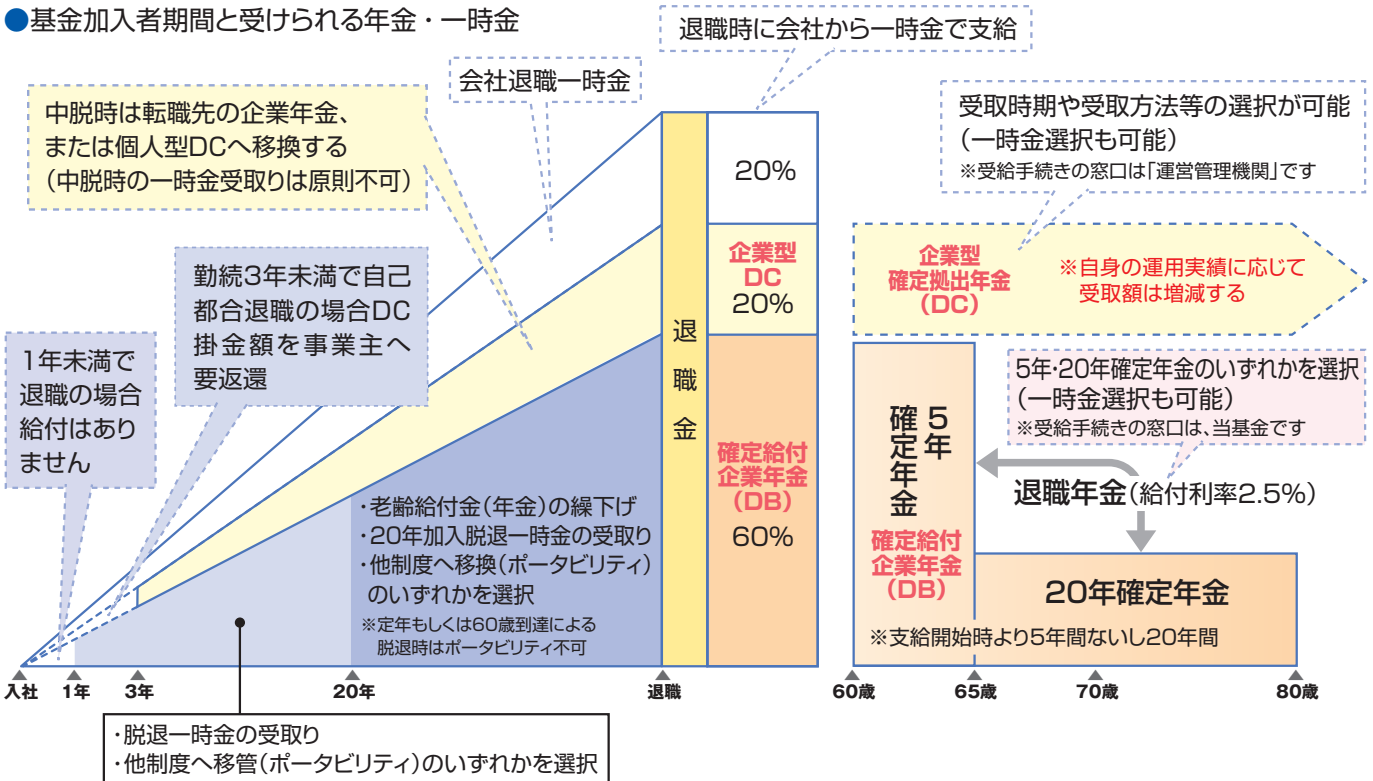 ●基金加入者期間と受けられる年金・一時金
退職時に会社から一時金で支給
会社退職一時金
中脱時は転職先の企業年金、
または個人型DCへ移換する
(中脱時の一時金受取りは原則不可)
受取時期や受取方法等の選択が可能
(一時金選択も可能)
※受給手続きの窓口は「運営管理機関」です
勤続3年未満で自己
都合退職の場合DC
掛金額を事業主へ
要返還
1年未満で
退職の場合
給付はあり
ません
退職金
20%
企業型
DC
20%
確定給付
企業年金
(DB)
60%
企業型
確定拠出年金
(DC)
※自身の運用実績に応じて
受取額は増減する
5年・20年確定年金のいずれかを選択
(一時金選択も可能)
※受給手続きの窓口は、当基金です
5年
確定年金
確定給付
企業年金
(DB)
退職年金(給付利率2.5%)
20年確定年金
※支給開始時より5年間ないし20年間
・老齢給付金(年金)の繰下げ
・20年加入脱退一時金の受取り
・他制度へ移換(ポータビリティ)
のいずれかを選択
※定年もしくは60歳到達による
脱退時はポータビリティ不可
入社 1年 3年 20年 退職 60歳 65歳 70歳 80歳
・脱退一時金の受取り
・他制度へ移管(ポータビリティ)のいずれかを選択